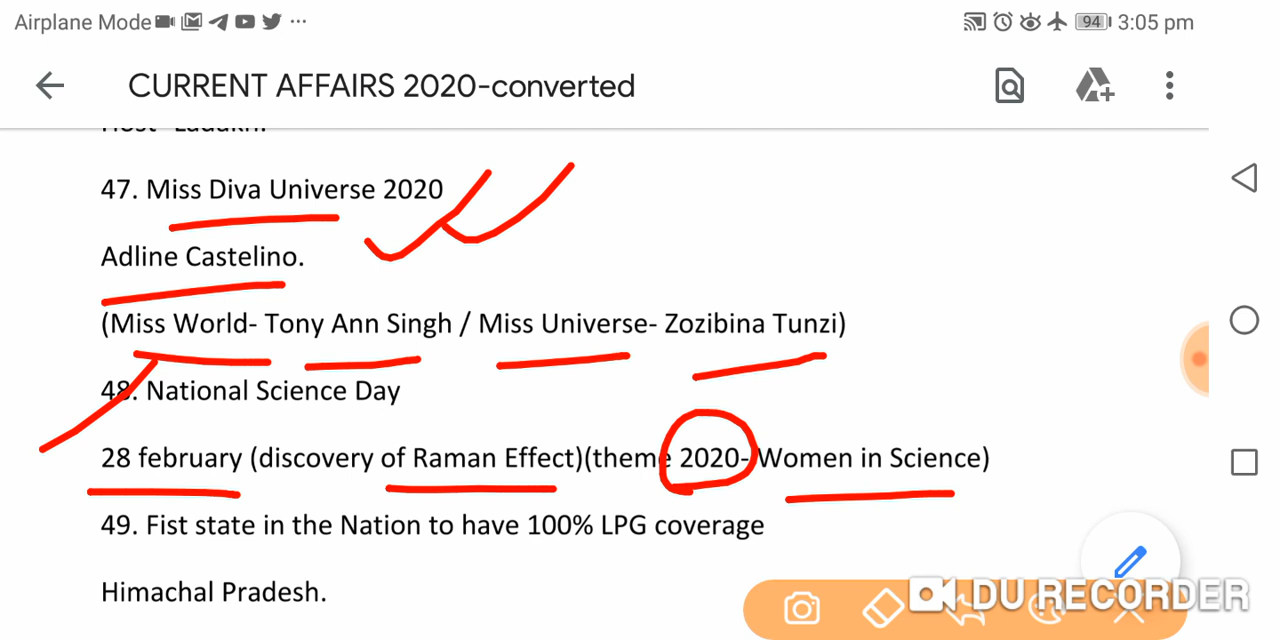 Airplane Mode ... 94 3:05 pm
CURRENT AFFAIRS 2020-converted
Host- Ladakh.
47. Miss Diva Universe 2020
Adline Castelino.
(Miss World- Tony Ann Singh / Miss Universe- Zozibina Tunzi)
48. National Science Day
28 february (discovery of Raman Effect)(theme 2020- Women in Science)
49. Fist state in the Nation to have 100% LPG coverage
Himachal Pradesh.
DU RECORDER